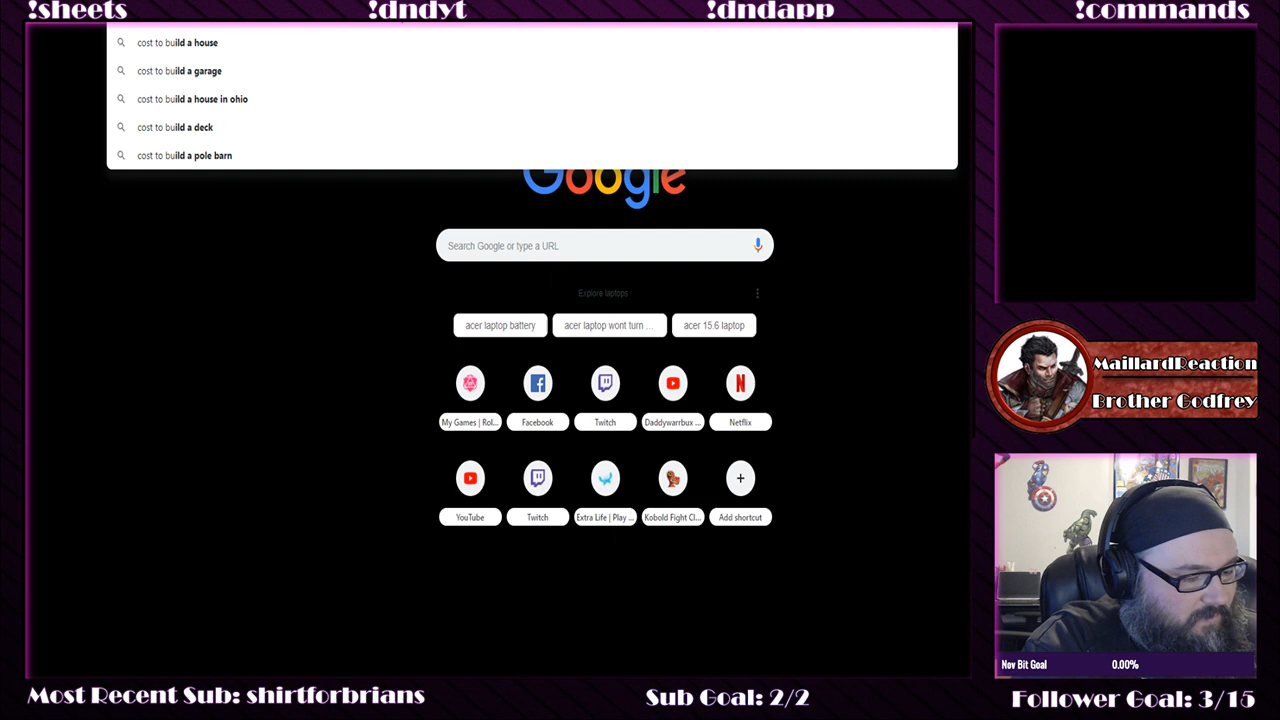 !sheets !dndyt !dndapp !commands
cost to build a house
cost to build a garage
cost to build a house in ohio
cost to build a deck
cost to build a pole barn
Google
Search Google or type a URL
Explore laptops
acer laptop battery acer laptop wont turn ... acer 15.6 laptop
My Games | Rol... Facebook Twitch Daddywarrbux ... Netflix
YouTube Twitch Extra Life | Play ... Kobold Fight Cl... Add shortcut
MaillardReaction
Brother Godfrey
Nov Bit Goal 0.00%
Most Recent Sub: shirtforbrians Sub Goal: 2/2 Follower Goal: 3/15